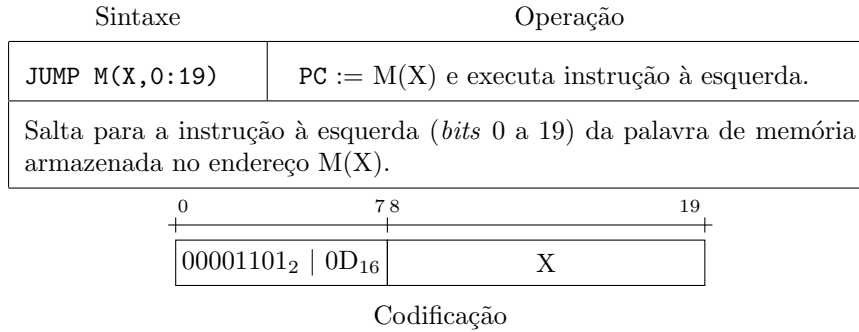 Sintaxe Operação
JUMP M(X,0:19) PC := M(X) e executa instrução à esquerda.
Salta para a instrução à esquerda (bits 0 a 19) da palavra de memória
armazenada no endereço M(X).
0 7 8 19
00001101₂ | 0D₁₆ X
Codificação